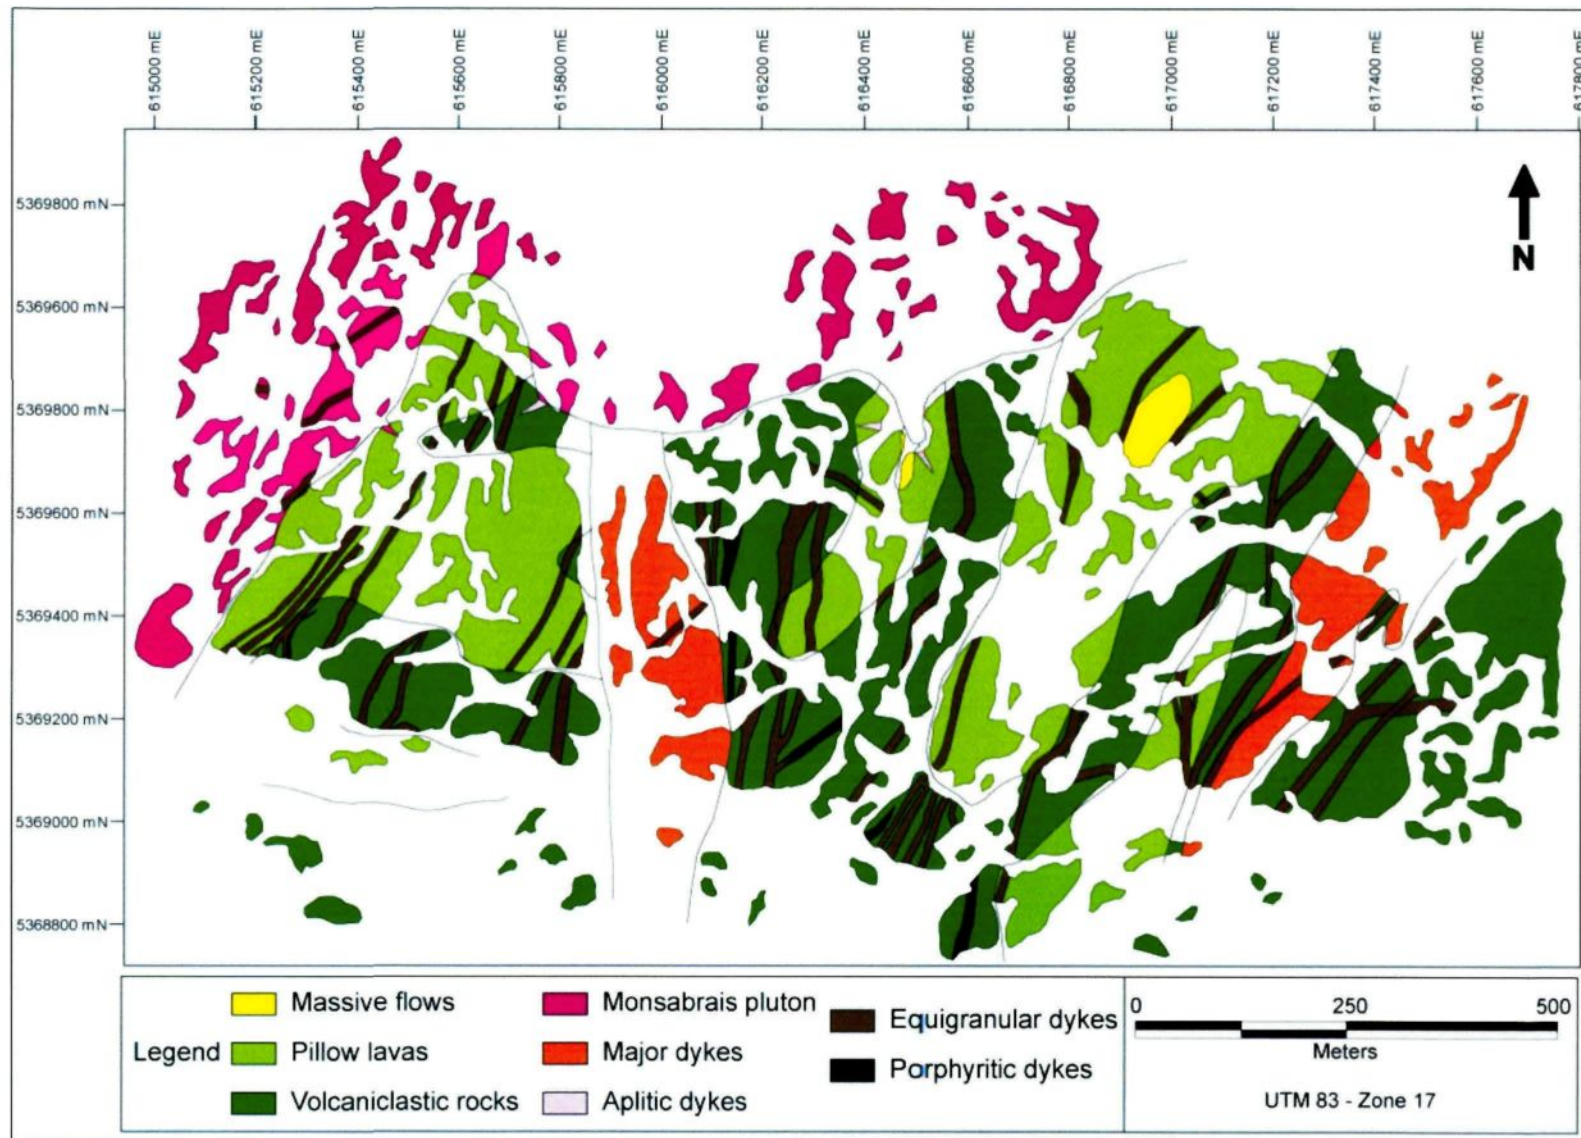 615000 mE
615200 mE
615400 mE
615600 mE
615800 mE
616000 mE
616200 mE
616400 mE
616600 mE
616800 mE
617000 mE
617200 mE
617400 mE
617600 mE
617800 mE
5369800 mN
5369600 mN
5369800 mN
5369600 mN
5369400 mN
5369200 mN
5369000 mN
5368800 mN
N
Legend
Massive flows
Pillow lavas
Volcaniclastic rocks
Monsabrais pluton
Major dykes
Aplitic dykes
Equigranular dykes
Porphyritic dykes
0 250 500
Meters
UTM 83 - Zone 17